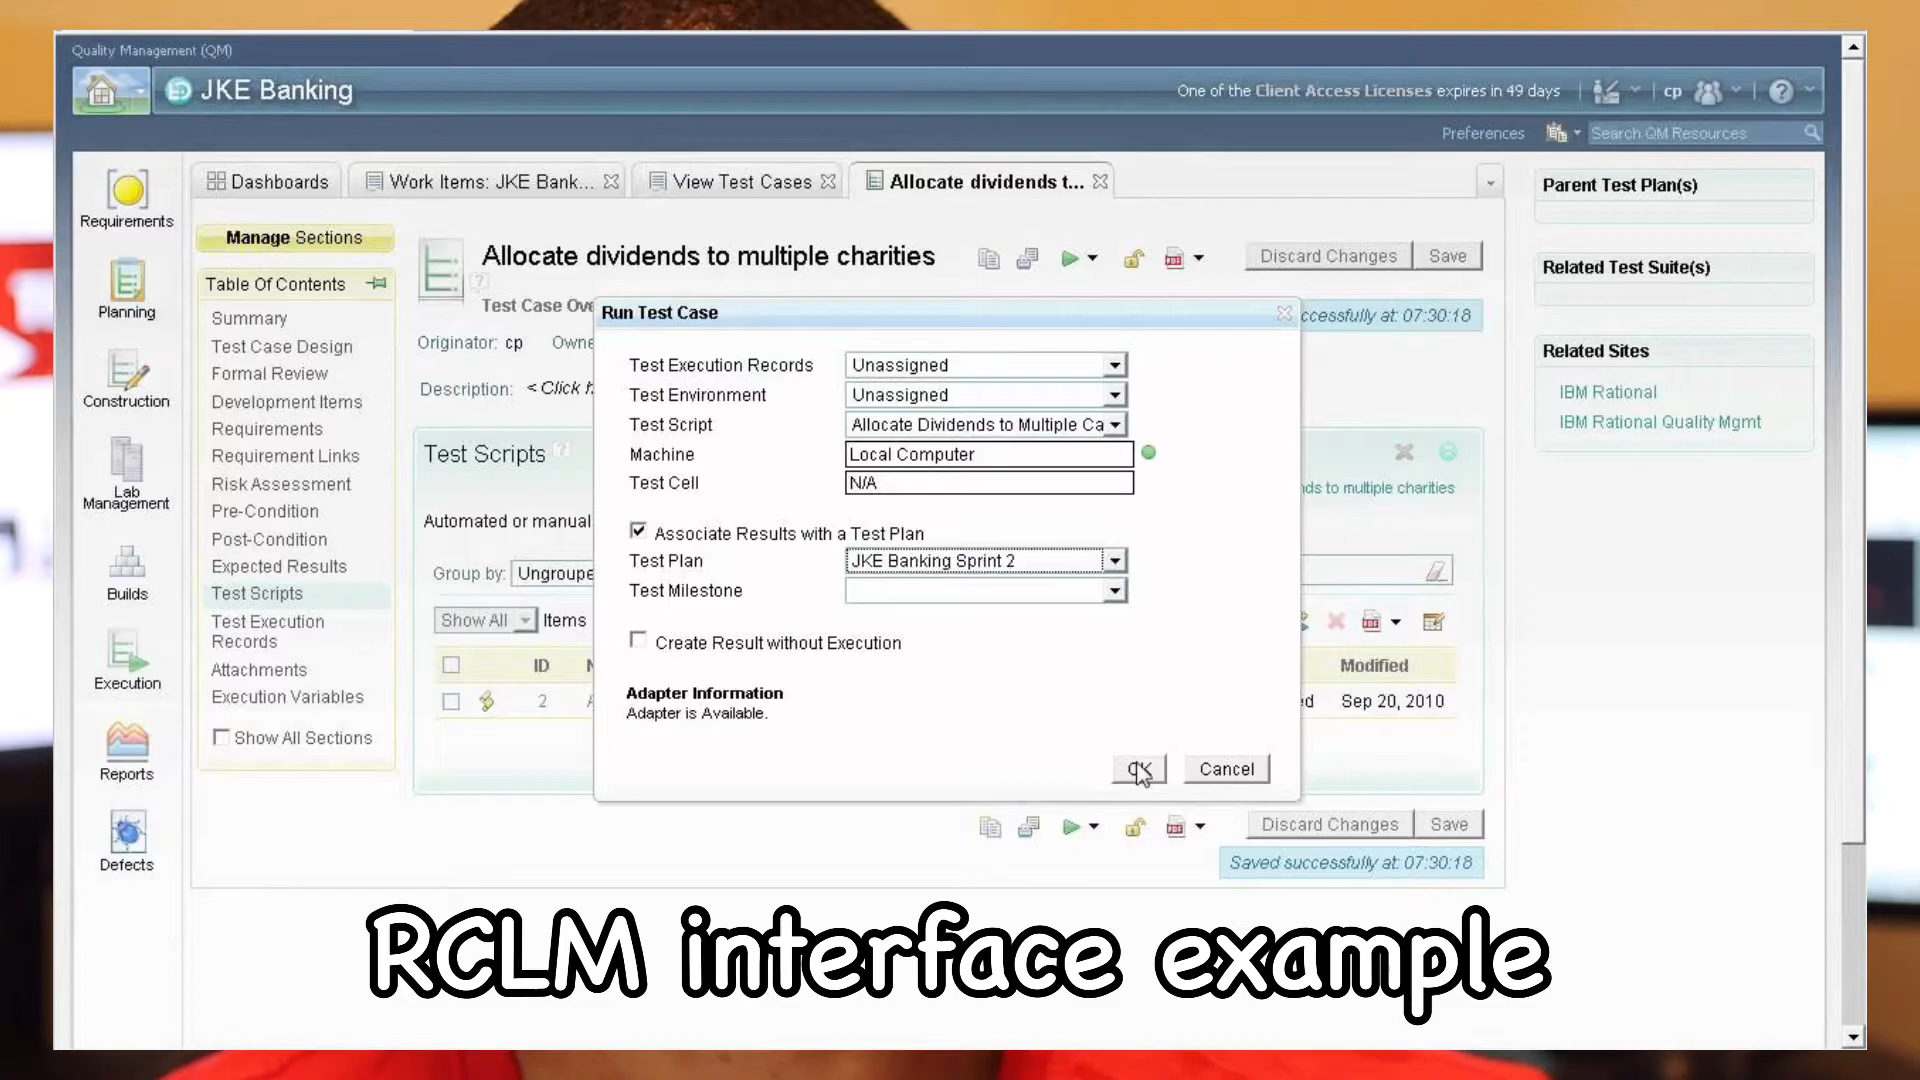 Quality Management (QM)
JKE Banking
One of the Client Access Licenses expires in 49 days
cp
Preferences
Search QM Resources
Requirements
Planning
Construction
Lab
Management
Builds
Execution
Reports
Defects
Dashboards
Work Items: JKE Bank...
View Test Cases
Allocate dividends t...
Manage Sections
Table Of Contents
Summary
Test Case Design
Formal Review
Development Items
Requirements
Requirement Links
Risk Assessment
Pre-Condition
Post-Condition
Expected Results
Test Scripts
Test Execution
Records
Attachments
Execution Variables
Show All Sections
Allocate dividends to multiple charities
Discard Changes
Save
Test Case Ove
ccessfully at: 07:30:18
Originator: cp Owne
Description: < Click h
Test Scripts
nds to multiple charities
Automated or manual
Group by: Ungroupe
Show All Items
ID
Modified
2
ed Sep 20, 2010
Run Test Case
Test Execution Records Unassigned
Test Environment Unassigned
Test Script Allocate Dividends to Multiple Ca
Machine Local Computer
Test Cell N/A
Associate Results with a Test Plan
Test Plan JKE Banking Sprint 2
Test Milestone
Create Result without Execution
Adapter Information
Adapter is Available.
OK
Cancel
Discard Changes
Save
Saved successfully at: 07:30:18
Parent Test Plan(s)
Related Test Suite(s)
Related Sites
IBM Rational
IBM Rational Quality Mgmt
RCLM interface example